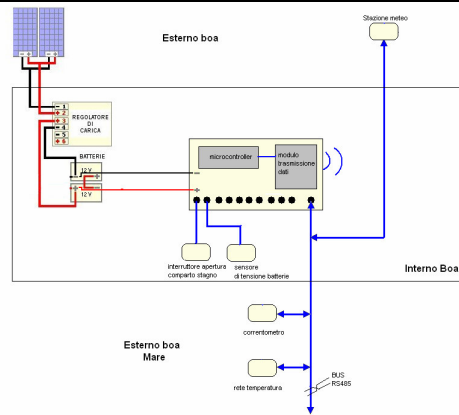 Stazione meteo
Esterno boa
- 1
+ 2
+ 3
- 4
- 5
+ 6
REGOLATORE
DI
CARICA
BATTERIE
12 V
12 V
microcontroller
modulo
trasmissione
dati
interruttore apertura
comparto stagno
sensore
di tensione batterie
Interno Boa
correntometro
Esterno boa
Mare
rete temperatura
BUS
RS485